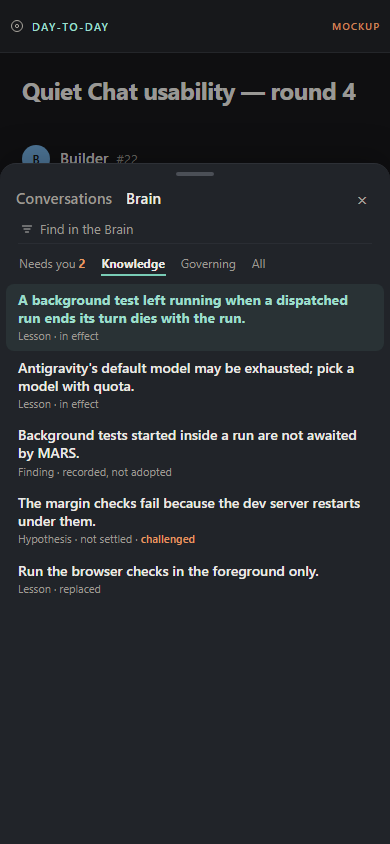 DAY-TO-DAY
MOCKUP
Quiet Chat usability — round 4
B Builder #22
Conversations Brain ×
Find in the Brain
Needs you 2 Knowledge Governing All
A background test left running when a dispatched
run ends its turn dies with the run.
Lesson · in effect
Antigravity's default model may be exhausted; pick a
model with quota.
Lesson · in effect
Background tests started inside a run are not awaited
by MARS.
Finding · recorded, not adopted
The margin checks fail because the dev server restarts
under them.
Hypothesis · not settled · challenged
Run the browser checks in the foreground only.
Lesson · replaced